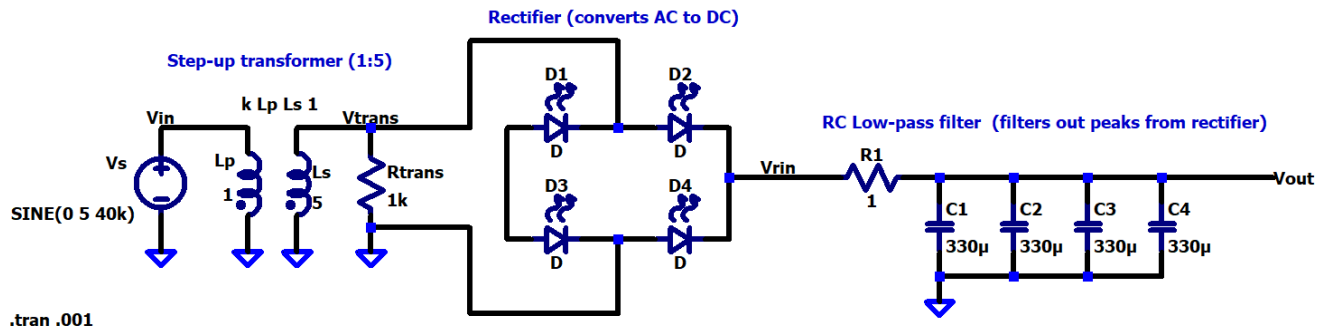 Rectifier (converts AC to DC)
Step-up transformer (1:5)
k Lp Ls 1
Vin
Vtrans
Vs
SINE(0 5 40k)
Lp
1
Ls
5
Rtrans
1k
D1
D
D2
D
D3
D
D4
D
RC Low-pass filter (filters out peaks from rectifier)
Vrin
R1
1
Vout
C1
330µ
C2
330µ
C3
330µ
C4
330µ
.tran .001